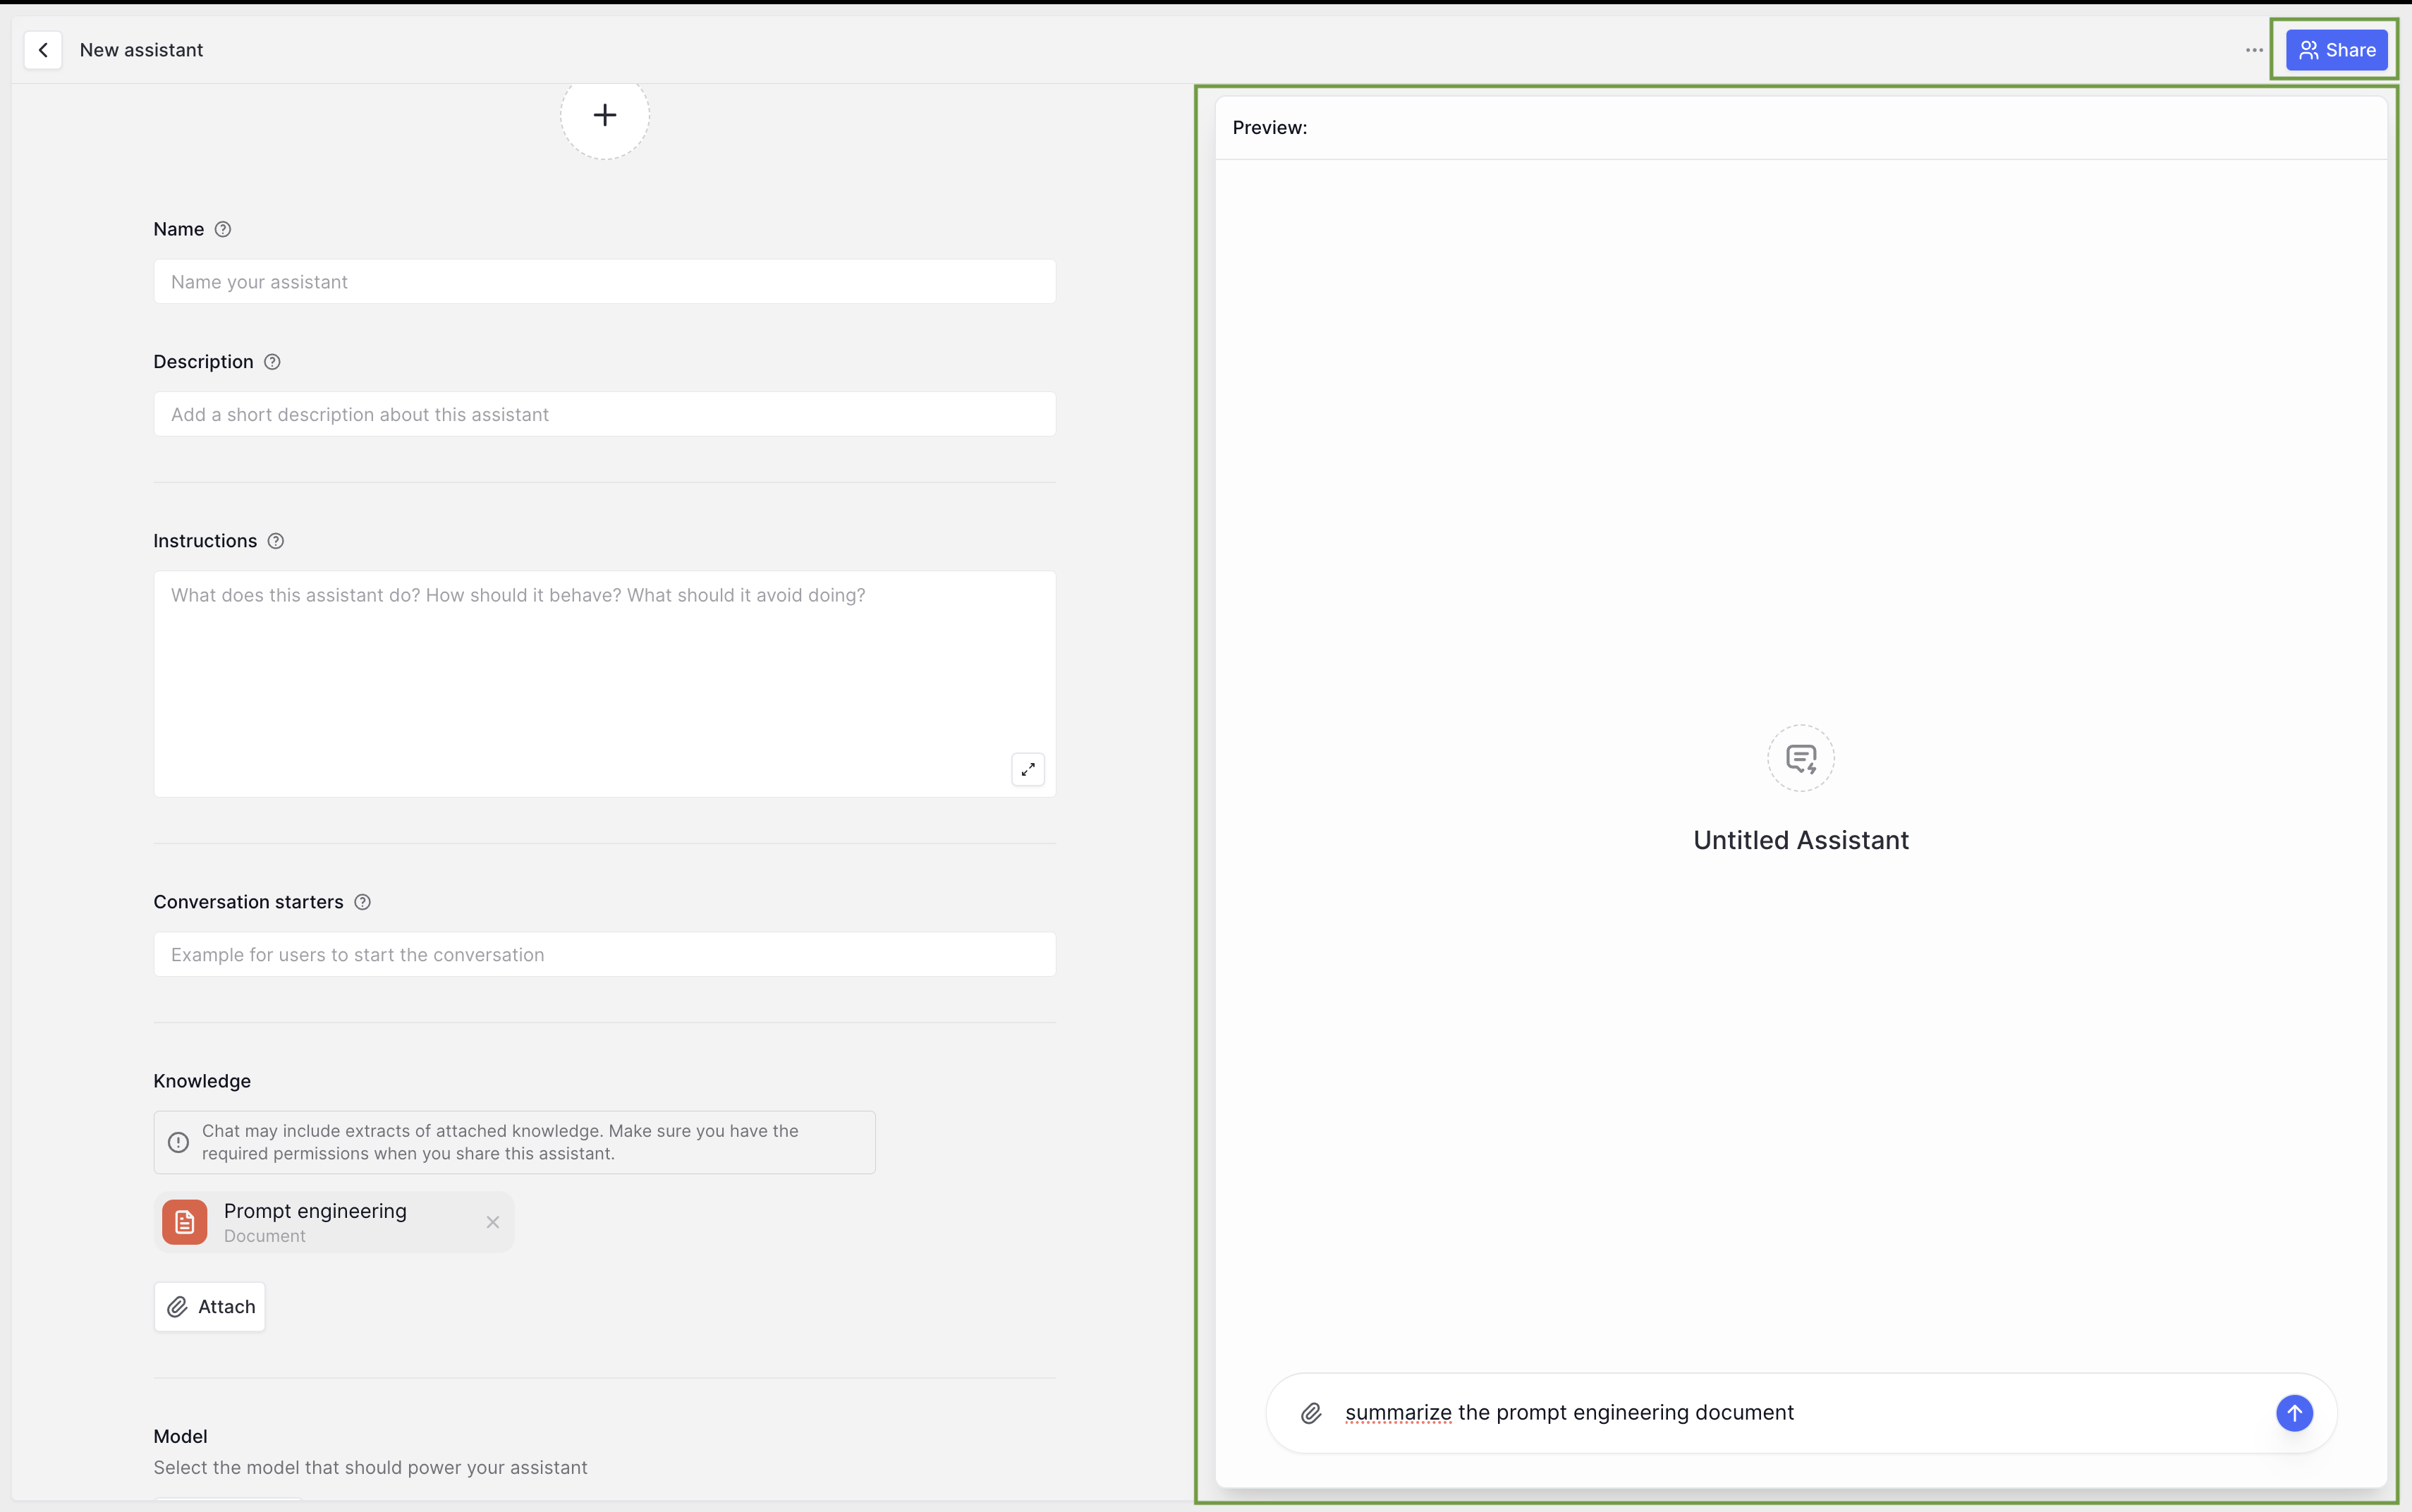 New assistant
Share
Name
Name your assistant
Description
Add a short description about this assistant
Instructions
What does this assistant do? How should it behave? What should it avoid doing?
Conversation starters
Example for users to start the conversation
Knowledge
Chat may include extracts of attached knowledge. Make sure you have the
required permissions when you share this assistant.
Prompt engineering
Document
Attach
Model
Select the model that should power your assistant
Preview:
Untitled Assistant
summarize the prompt engineering document